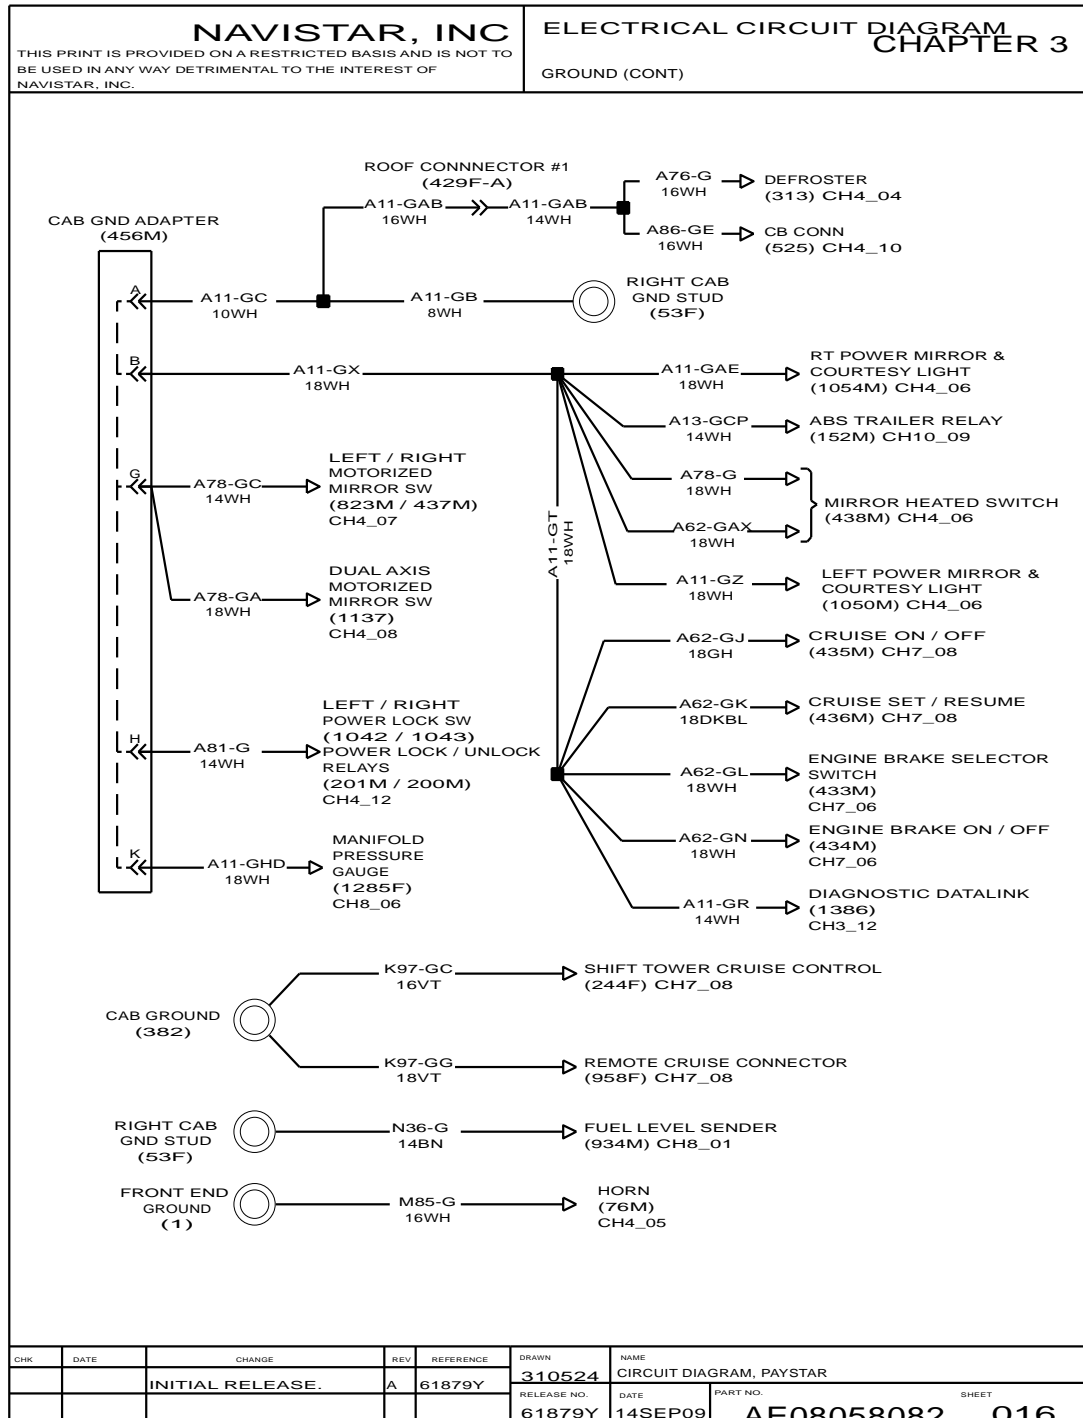 NAVISTAR, INC
THIS PRINT IS PROVIDED ON A RESTRICTED BASIS AND IS NOT TO
BE USED IN ANY WAY DETRIMENTAL TO THE INTEREST OF
NAVISTAR, INC.
ELECTRICAL CIRCUIT DIAGRAM
CHAPTER 3
GROUND (CONT)
ROOF CONNNECTOR #1
(429F-A)
A11-GAB
16WH
A11-GAB
14WH
A76-G
16WH
DEFROSTER
(313) CH4_04
A86-GE
16WH
CB CONN
(525) CH4_10
CAB GND ADAPTER
(456M)
A
A11-GC
10WH
A11-GB
8WH
RIGHT CAB
GND STUD
(53F)
B
A11-GX
18WH
A11-GAE
18WH
RT POWER MIRROR &
COURTESY LIGHT
(1054M) CH4_06
A13-GCP
14WH
ABS TRAILER RELAY
(152M) CH10_09
A78-G
18WH
A62-GAX
18WH
MIRROR HEATED SWITCH
(438M) CH4_06
A11-GZ
18WH
LEFT POWER MIRROR &
COURTESY LIGHT
(1050M) CH4_06
A11-GT
18WH
G
A78-GC
14WH
LEFT / RIGHT
MOTORIZED
MIRROR SW
(823M / 437M)
CH4_07
A78-GA
18WH
DUAL AXIS
MOTORIZED
MIRROR SW
(1137)
CH4_08
A62-GJ
18GH
CRUISE ON / OFF
(435M) CH7_08
A62-GK
18DKBL
CRUISE SET / RESUME
(436M) CH7_08
A62-GL
18WH
ENGINE BRAKE SELECTOR
SWITCH
(433M)
CH7_06
A62-GN
18WH
ENGINE BRAKE ON / OFF
(434M)
CH7_06
A11-GR
14WH
DIAGNOSTIC DATALINK
(1386)
CH3_12
H
A81-G
14WH
LEFT / RIGHT
POWER LOCK SW
(1042 / 1043)
POWER LOCK / UNLOCK
RELAYS
(201M / 200M)
CH4_12
K
A11-GHD
18WH
MANIFOLD
PRESSURE
GAUGE
(1285F)
CH8_06
CAB GROUND
(382)
K97-GC
16VT
SHIFT TOWER CRUISE CONTROL
(244F) CH7_08
K97-GG
18VT
REMOTE CRUISE CONNECTOR
(958F) CH7_08
RIGHT CAB
GND STUD
(53F)
N36-G
14BN
FUEL LEVEL SENDER
(934M) CH8_01
FRONT END
GROUND
(1)
M85-G
16WH
HORN
(76M)
CH4_05
CHK DATE CHANGE REV REFERENCE
INITIAL RELEASE. A 61879Y
DRAWN
310524
NAME
CIRCUIT DIAGRAM, PAYSTAR
RELEASE NO.
61879Y
DATE
14SEP09
PART NO.
AE08058082
SHEET
016